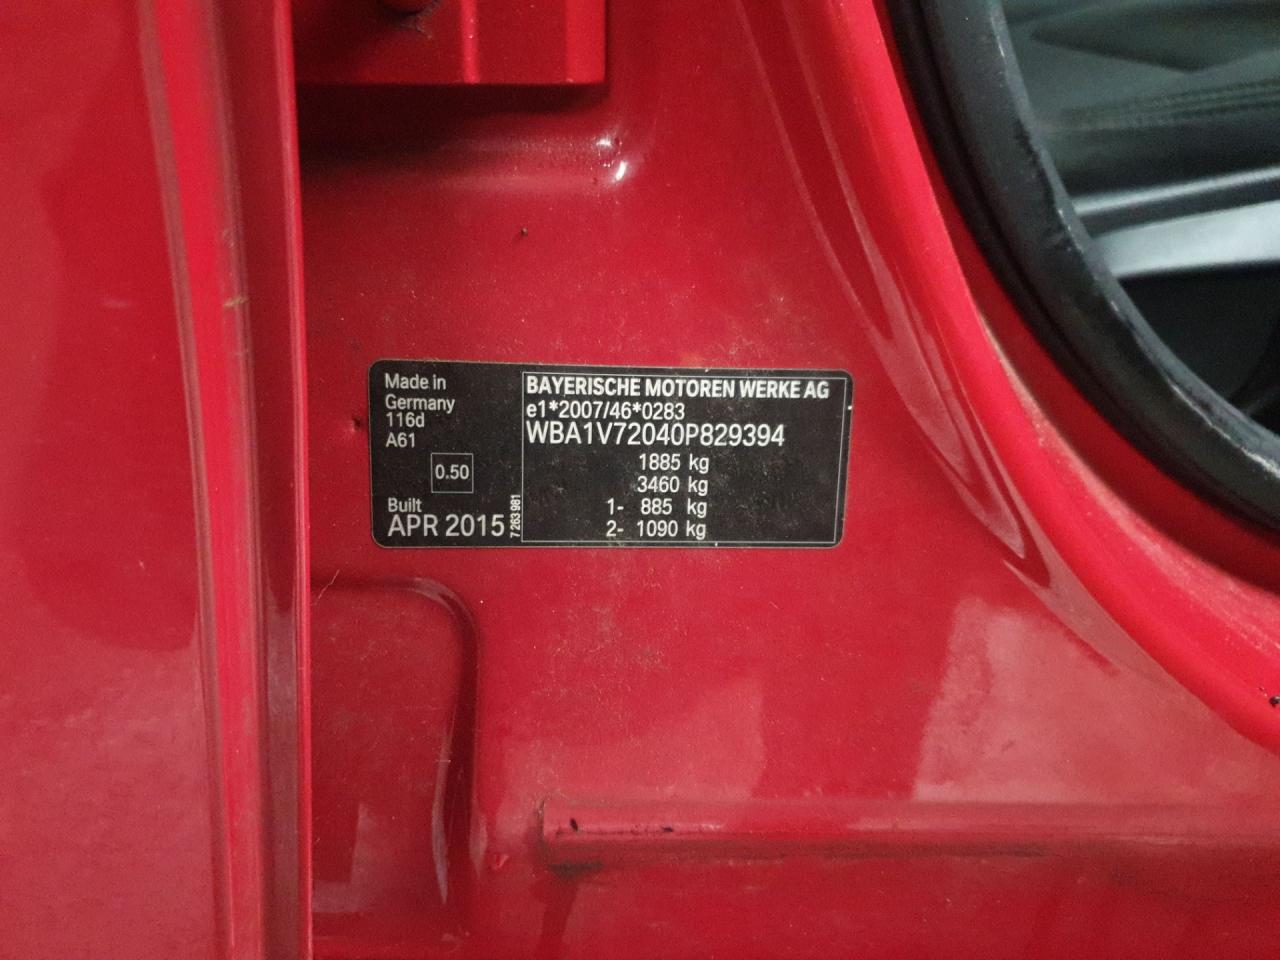 Made in
Germany
116d
A61
0.50
Built
APR 2015
7 263 981
BAYERISCHE MOTOREN WERKE AG
e1*2007/46*0283
WBA1V72040P829394
1885 kg
3460 kg
1- 885 kg
2- 1090 kg